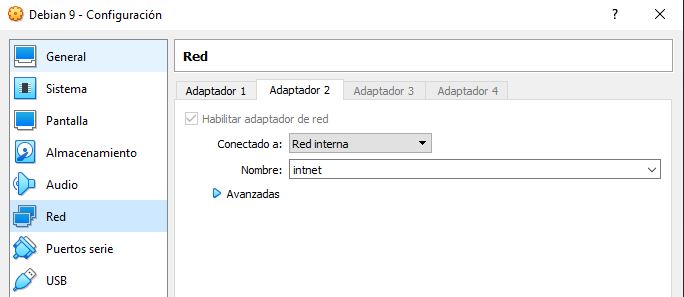 Debian 9 - Configuración
General
Sistema
Pantalla
Almacenamiento
Audio
Red
Puertos serie
USB
Red
Adaptador 1 Adaptador 2 Adaptador 3 Adaptador 4
Habilitar adaptador de red
Conectado a: Red interna
Nombre: intnet
Avanzadas